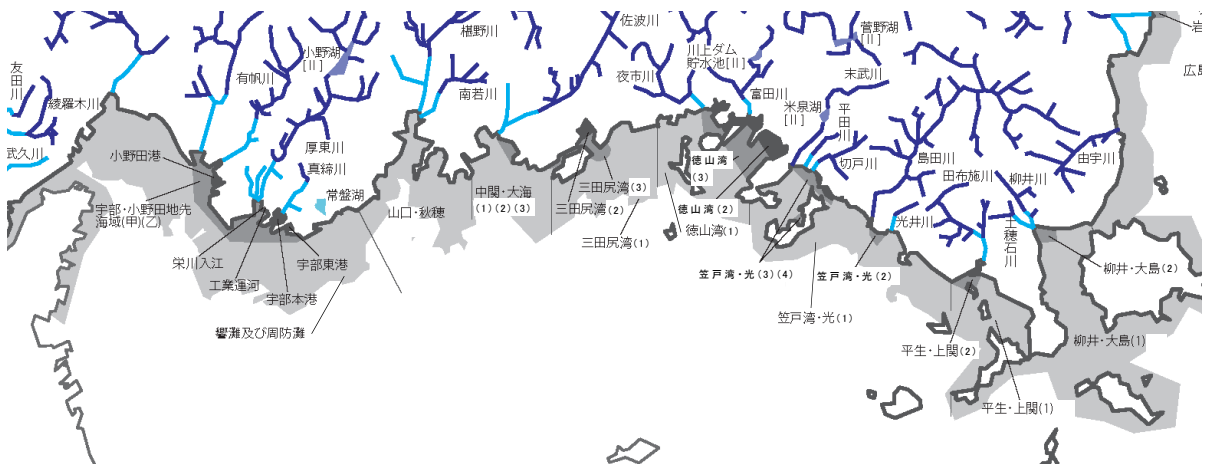 佐波川
椹野川
菅野湖
[II]
岩
小野湖
[II]
川上ダム
貯水池[II]
友田川
有帆川
夜市川
末武川
広島
綾羅木川
南若川
富田川
米泉湖
[II]
平田川
武久川
小野田港
厚東川
真締川
徳山湾
(3)
切戸川
島田川
由宇川
常盤湖
三田尻湾(3)
田布施川
柳井川
宇部・小野田地先
海域(甲)(乙)
山口・秋穂
中関・大海
(1)(2)(3)
三田尻湾(2)
徳山湾(2)
光井川
土穂石川
三田尻湾(1)
徳山湾(1)
栄川入江
宇部東港
工業運河
笠戸湾・光(3)(4)
笠戸湾・光(2)
柳井・大島(2)
宇部本港
笠戸湾・光(1)
響灘及び周防灘
平生・上関(2)
柳井・大島(1)
平生・上関(1)